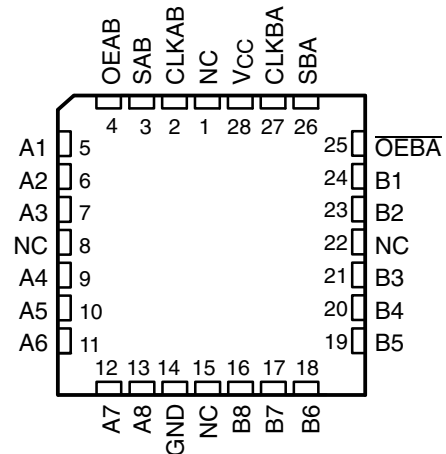 OEAB SAB CLKAB NC VCC CLKBA SBA
4 3 2 1 28 27 26
A1 5 25 OEBA
A2 6 24 B1
A3 7 23 B2
NC 8 22 NC
A4 9 21 B3
A5 10 20 B4
A6 11 19 B5
12 13 14 15 16 17 18
A7 A8 GND NC B8 B7 B6